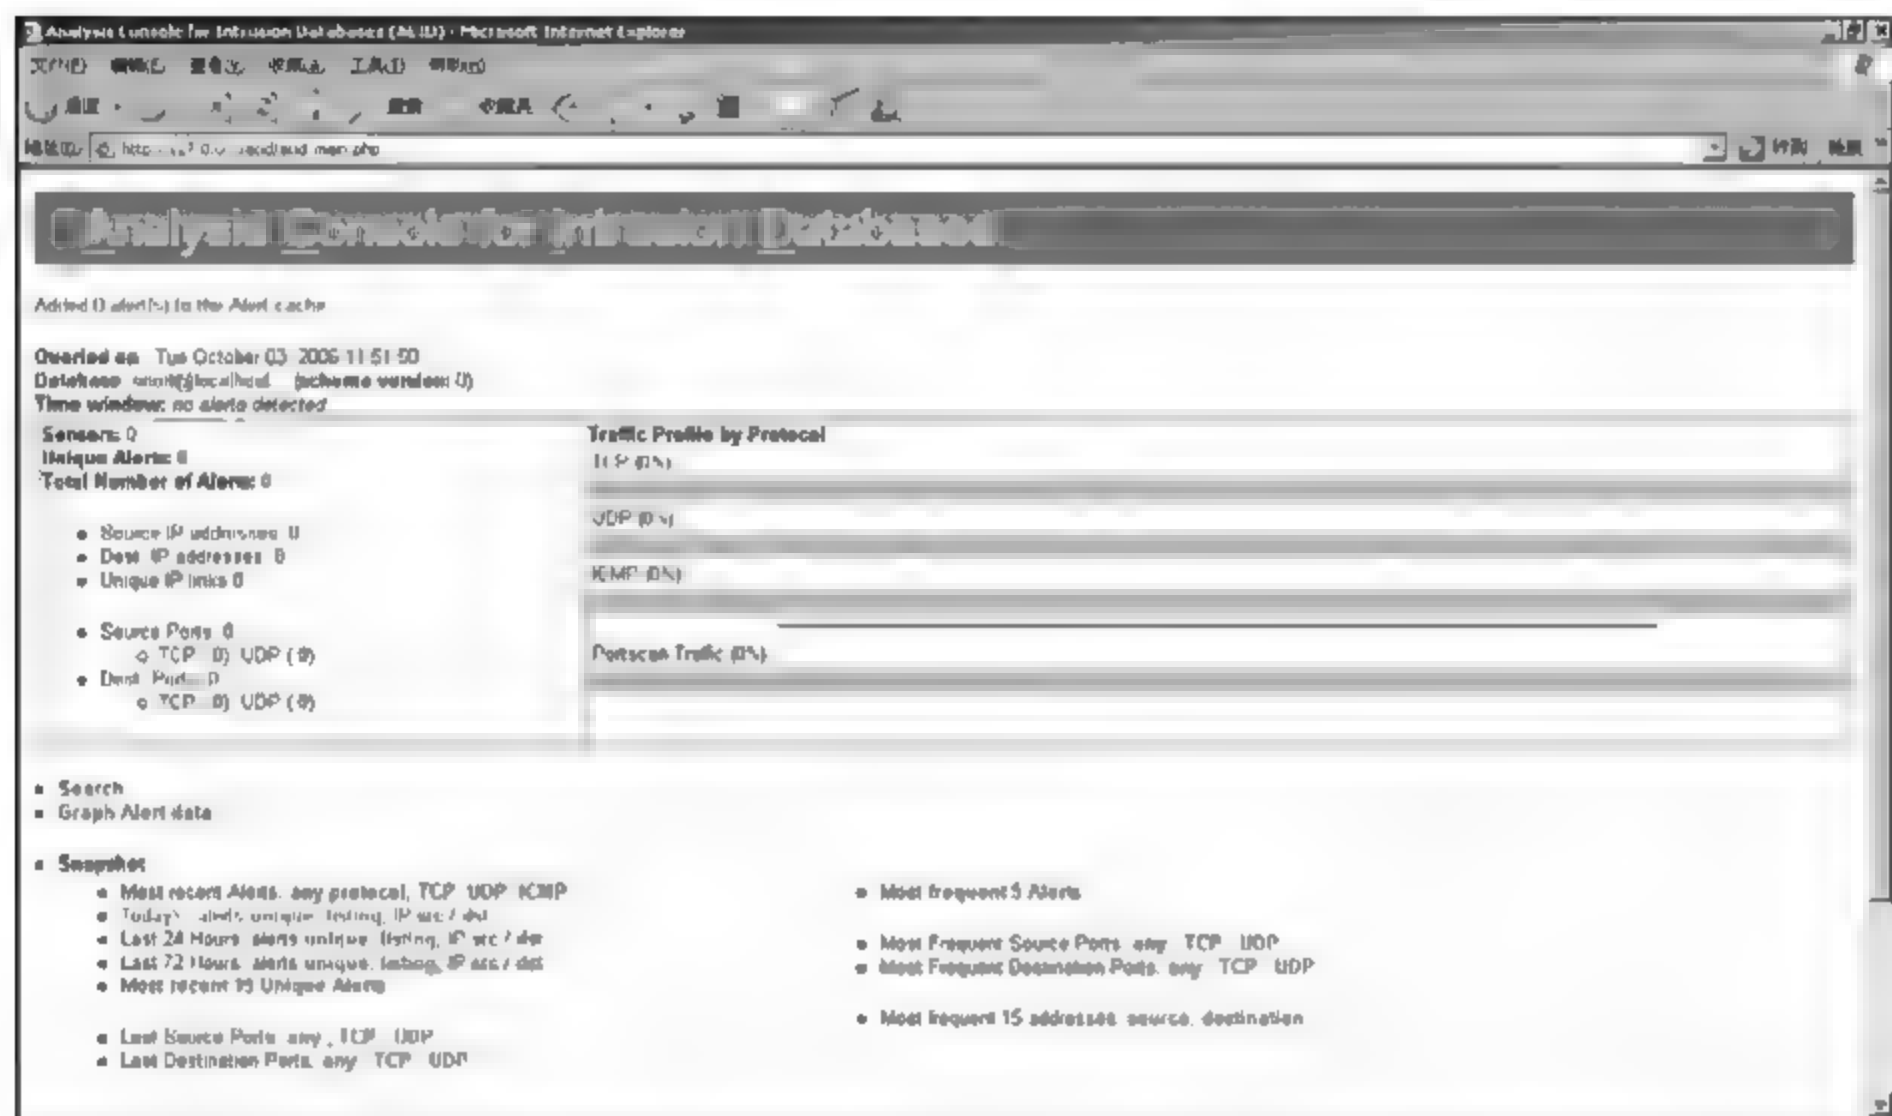 Analysis Console for Intrusion Databases (ACID) - Microsoft Internet Explorer
Analysis Console for Intrusion Databases
Added 0 alert(s) to the Alert cache
Queried on Tue October 03 2006 11 51 50
Database (schema version: 0)
Time window: no alerts detected
Sensors: 0
Unique Alerts: 0
Total Number of Alerts: 0
Source IP addresses 0
Dest IP addresses 0
Unique IP links 0
Source Ports 0
TCP 0) UDP (0)
Dest Ports 0
TCP 0) UDP (0)
Traffic Profile by Protocol
TCP (0%)
UDP (0%)
ICMP (0%)
Portscan Traffic (0%)
Search
Graph Alert data
Snapshot
Most recent Alerts. any protocol, TCP UDP ICMP
Today's alerts unique listing, IP src / dst
Last 24 Hours alerts unique listing, IP src / dst
Last 72 Hours alerts unique. listing, IP src / dst
Most recent 15 Unique Alerts
Last Source Ports any , TCP UDP
Last Destination Ports. any TCP UDP
Most frequent 5 Alerts
Most Frequent Source Ports any TCP UDP
Most Frequent Destination Ports. any TCP UDP
Most frequent 15 addresses source. destination